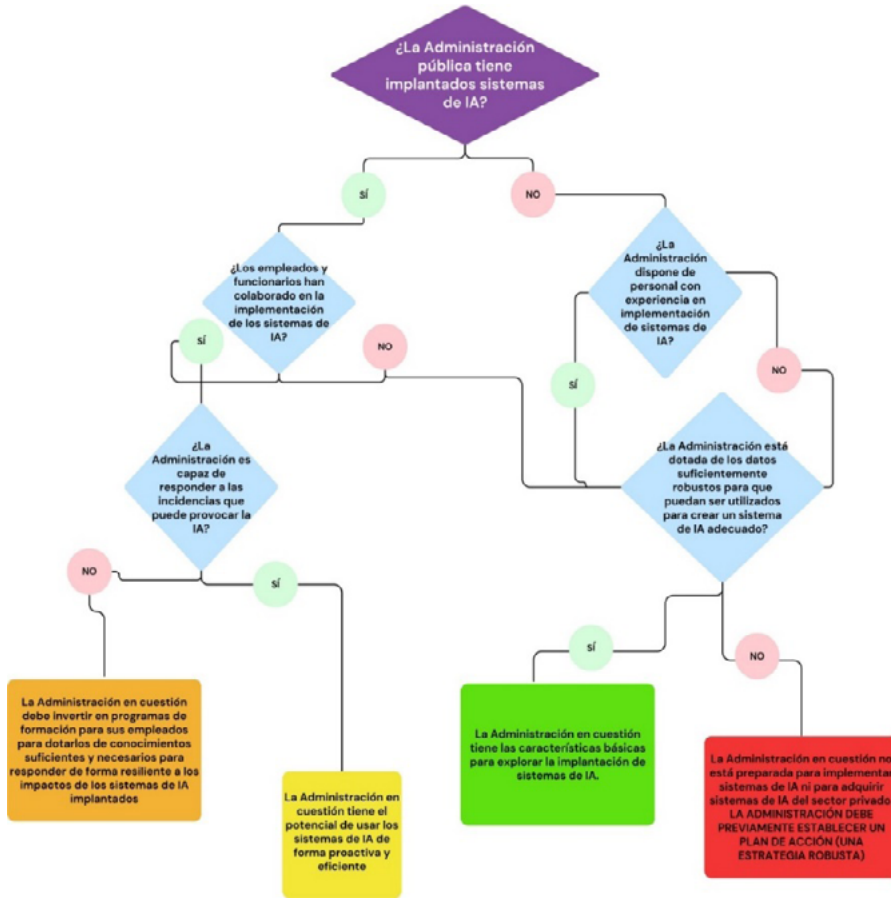 ¿La Administración
pública tiene
implantados sistemas
de IA?
SÍ
NO
¿Los empleados y
funcionarios han
colaborado en la
implementación
de los sistemas de
IA?
¿La
Administración
dispone de
personal con
experiencia en
implementación
de sistemas de
IA?
SÍ
NO
SÍ
NO
¿La
Administración es
capaz de
responder a las
incidencias que
puede provocar la
IA?
¿La Administración está
dotada de los datos
suficientemente
robustos para que
puedan ser utilizados
para crear un sistema
de IA adecuado?
NO
SÍ
SÍ
NO
La Administración en cuestión
debe invertir en programas de
formación para sus empleados
para dotarlos de conocimientos
suficientes y necesarios para
responder de forma resiliente a los
impactos de los sistemas de IA
implantados
La Administración en
cuestión tiene el
potencial de usar los
sistemas de IA de
forma proactiva y
eficiente
La Administración en cuestión
tiene las características básicas
para explorar la implantación de
sistemas de IA.
La Administración en cuestión no
está preparada para implementar
sistemas de IA ni para adquirir
sistemas de IA del sector privado
LA ADMINISTRACIÓN DEBE
PREVIAMENTE ESTABLECER UN
PLAN DE ACCIÓN (UNA
ESTRATEGIA ROBUSTA)